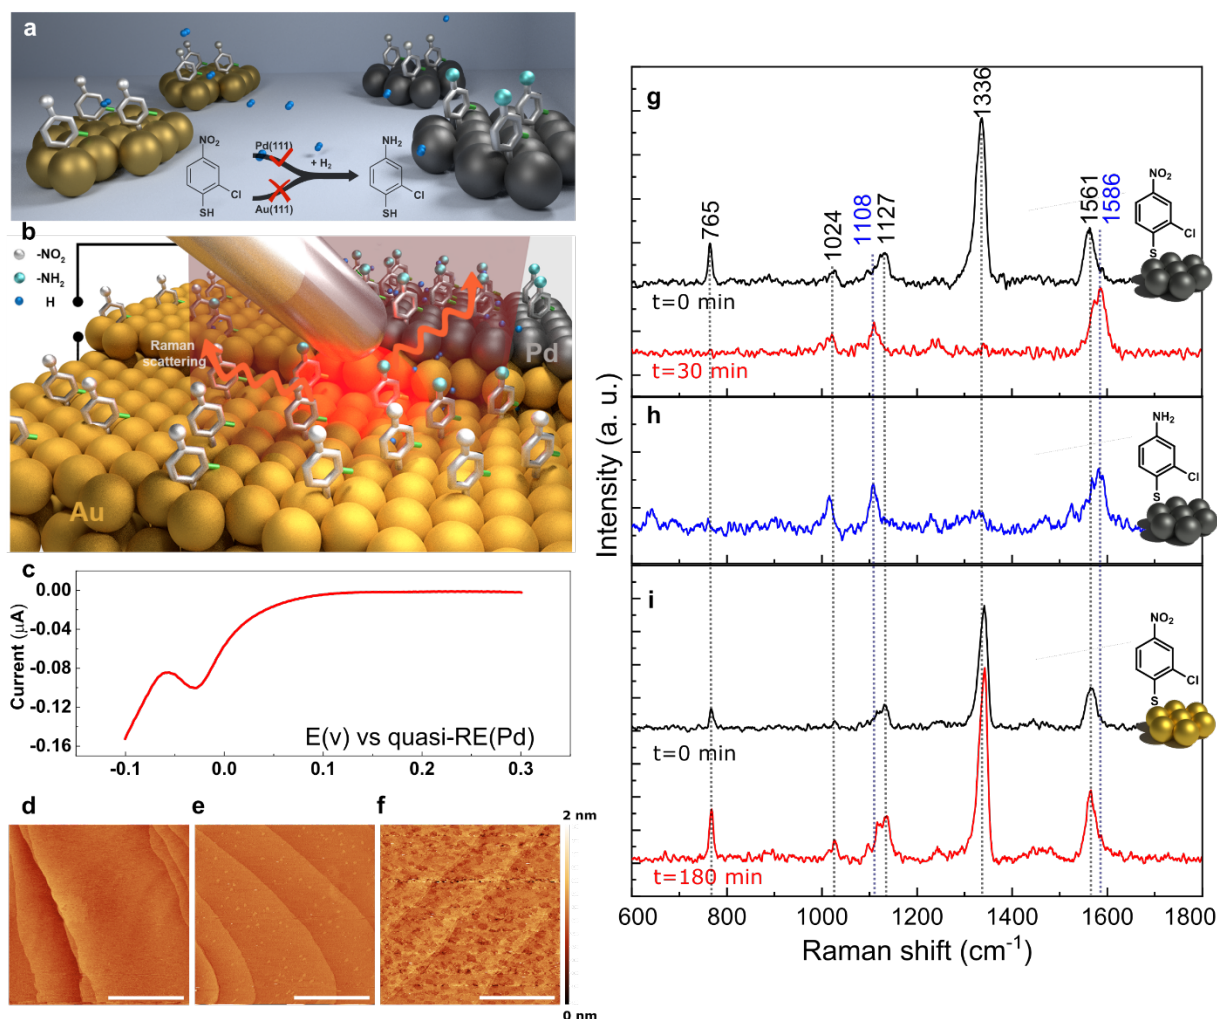 a
NO₂
Pd(111)
+ H₂
NH₂
Cl
Cl
SH
Au(111)
SH
b
-NO₂
-NH₂
H
Raman
scattering
Pd
Au
c
Current (μA)
0.00
-0.04
-0.08
-0.12
-0.16
E(v) vs quasi-RE(Pd)
-0.1
0.0
0.1
0.2
0.3
d
e
f
2 nm
0 nm
g
765
1024
1108
1127
1336
1561
1586
NO₂
Cl
S
t=0 min
t=30 min
Intensity (a. u.)
h
NH₂
Cl
S
i
NO₂
Cl
S
t=0 min
t=180 min
600
800
1000
1200
1400
1600
1800
Raman shift (cm⁻¹)